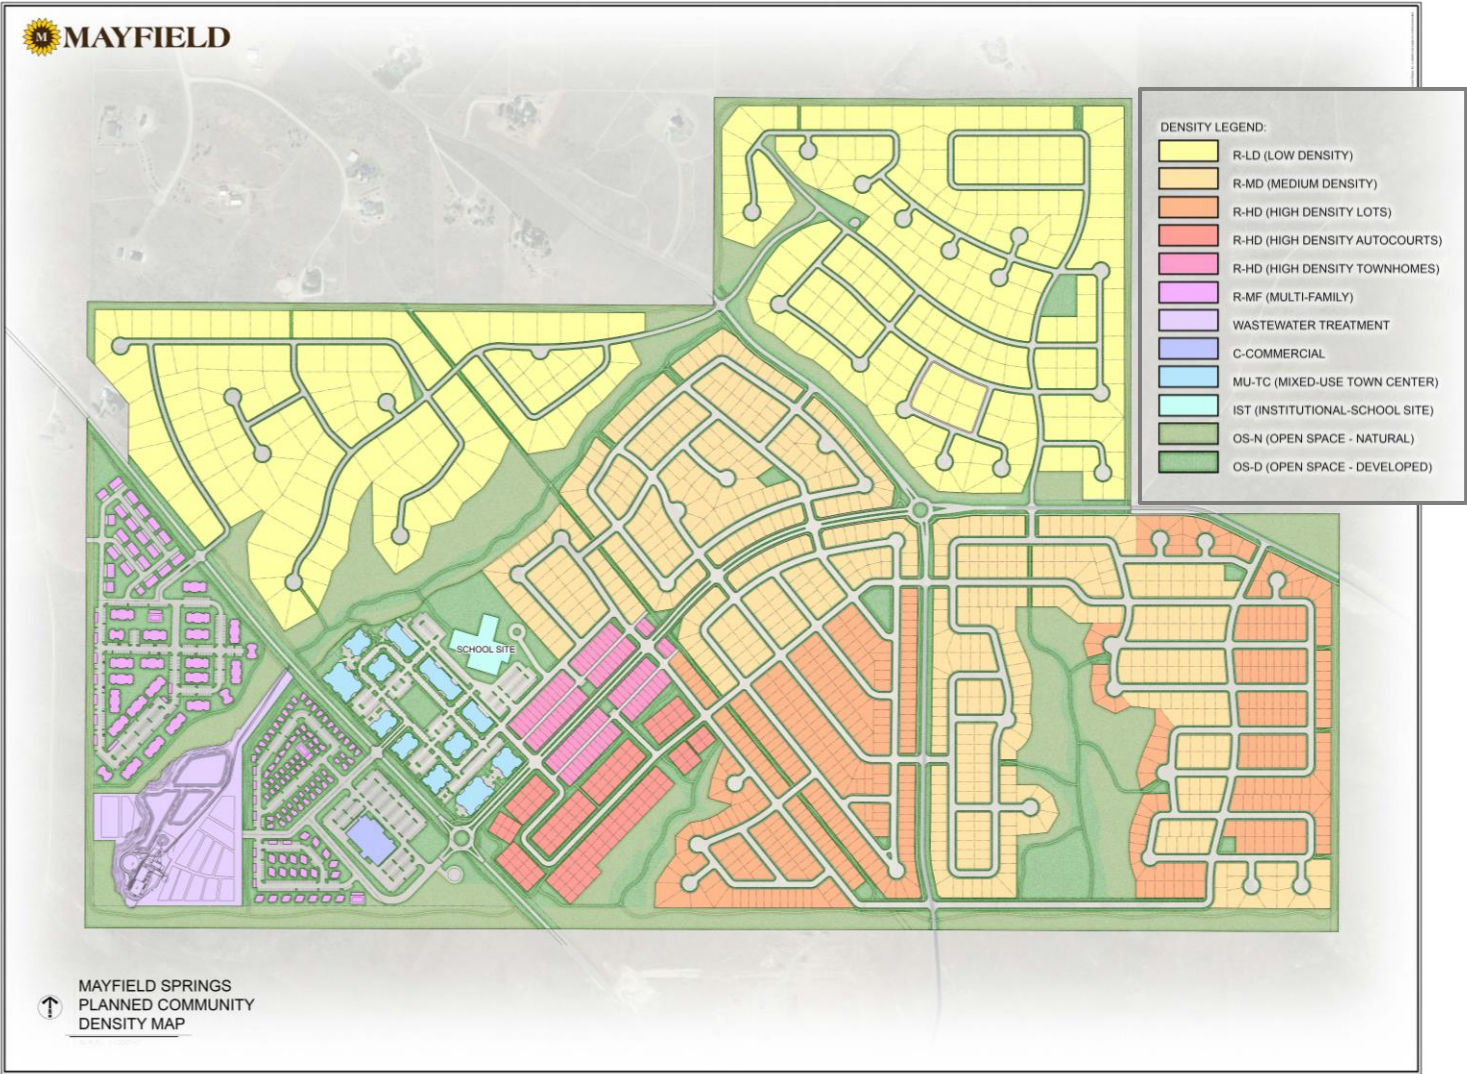 M MAYFIELD
DENSITY LEGEND:
R-LD (LOW DENSITY)
R-MD (MEDIUM DENSITY)
R-HD (HIGH DENSITY LOTS)
R-HD (HIGH DENSITY AUTOCOURTS)
R-HD (HIGH DENSITY TOWNHOMES)
R-MF (MULTI-FAMILY)
WASTEWATER TREATMENT
C-COMMERCIAL
MU-TC (MIXED-USE TOWN CENTER)
IST (INSTITUTIONAL-SCHOOL SITE)
OS-N (OPEN SPACE - NATURAL)
OS-D (OPEN SPACE - DEVELOPED)
SCHOOL SITE
MAYFIELD SPRINGS
PLANNED COMMUNITY
DENSITY MAP